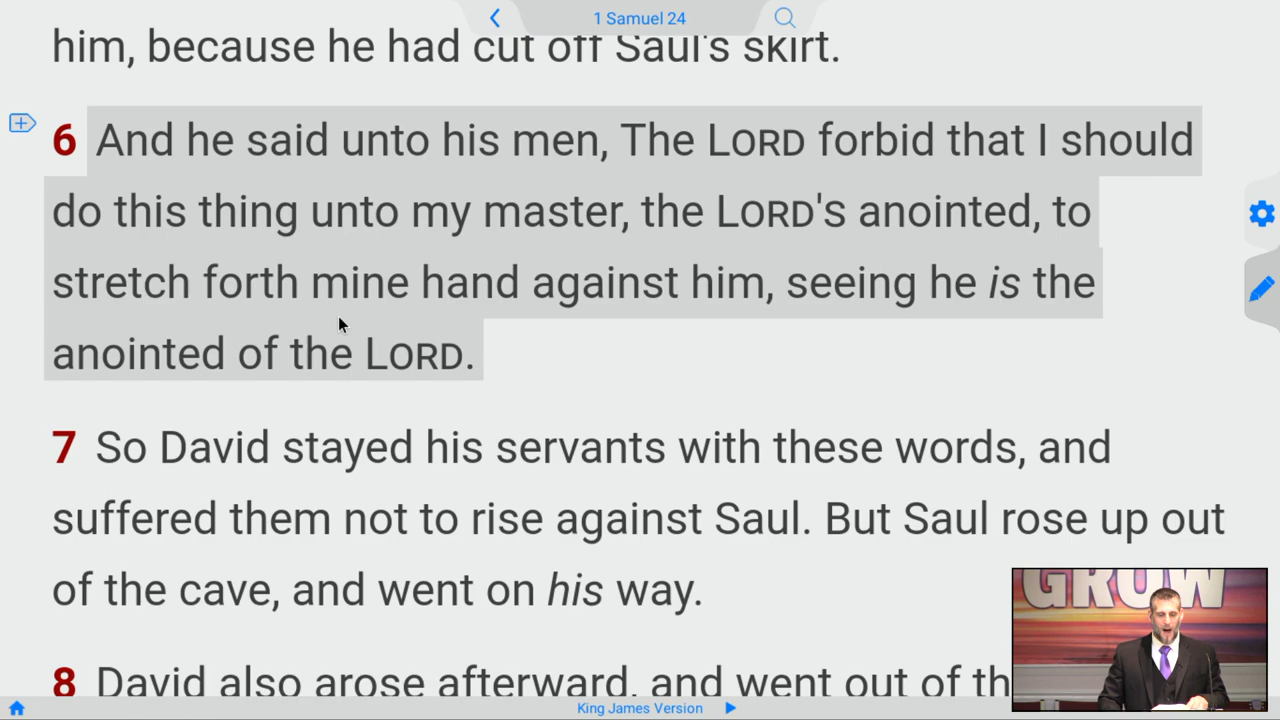 1 Samuel 24
him, because he had cut off Saul's skirt.
6 And he said unto his men, The LORD forbid that I should
do this thing unto my master, the LORD'S anointed, to
stretch forth mine hand against him, seeing he is the
anointed of the LORD.
7 So David stayed his servants with these words, and
suffered them not to rise against Saul. But Saul rose up out
of the cave, and went on his way.
8 David also arose afterward, and went out of th
GROW
King James Version